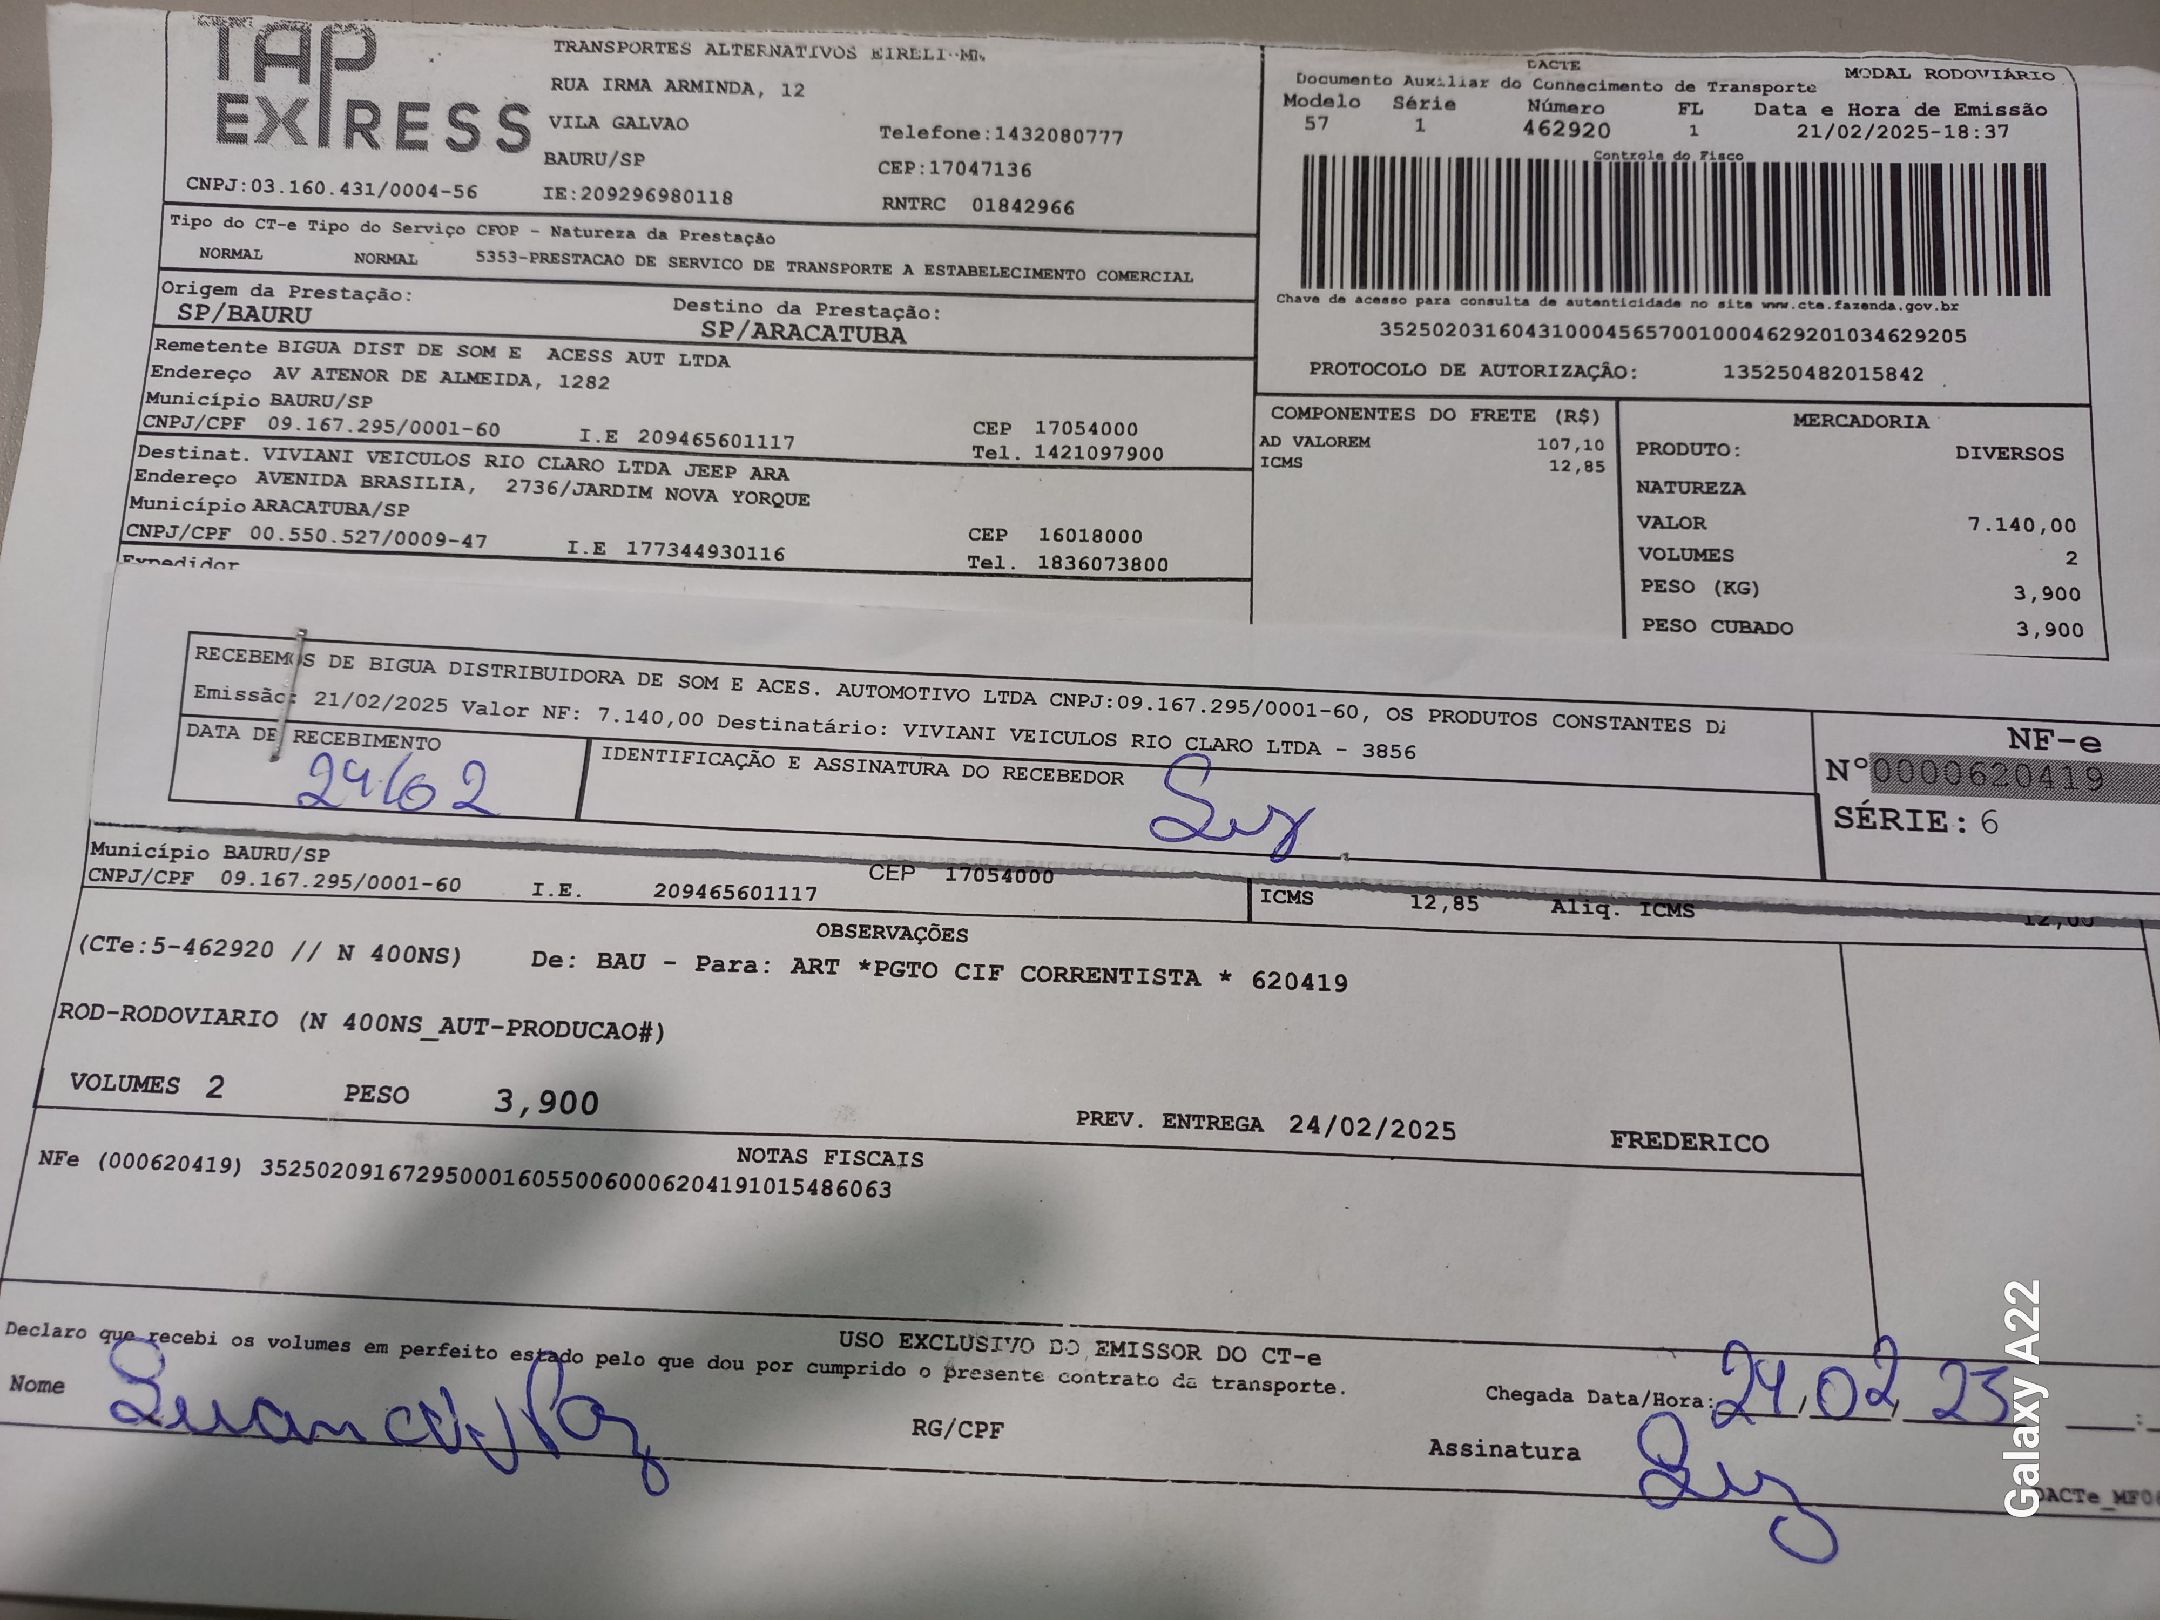 TAP EXPRESS
TRANSPORTES ALTERNATIVOS EIRELI-ME
RUA IRMA ARMINDA, 12
VILA GALVAO Telefone:1432080777
BAURU/SP CEP:17047136
CNPJ:03.160.431/0004-56 IE:209296980118 RNTRC 01842966
DACTE
MODAL RODOVIÁRIO
Documento Auxiliar do Conhecimento de Transporte
Modelo Série Número FL Data e Hora de Emissão
57 1 462920 1 21/02/2025-18:37
Controle do Fisco
Chave de acesso para consulta de autenticidade no site www.cte.fazenda.gov.br
35250203160431000456570010004629201034629205
PROTOCOLO DE AUTORIZAÇÃO: 135250482015842
Tipo do CT-e Tipo do Serviço CFOP - Natureza da Prestação
NORMAL NORMAL 5353-PRESTACAO DE SERVICO DE TRANSPORTE A ESTABELECIMENTO COMERCIAL
Origem da Prestação: Destino da Prestação:
SP/BAURU SP/ARACATUBA
Remetente BIGUA DIST DE SOM E ACESS AUT LTDA
Endereço AV ATENOR DE ALMEIDA, 1282
Município BAURU/SP
CNPJ/CPF 09.167.295/0001-60 I.E 209465601117
CEP 17054000
Tel. 1421097900
Destinat. VIVIANI VEICULOS RIO CLARO LTDA JEEP ARA
Endereço AVENIDA BRASILIA, 2736/JARDIM NOVA YORQUE
Município ARACATUBA/SP
CNPJ/CPF 00.550.527/0009-47 I.E 177344930116
CEP 16018000
Tel. 1836073800
Expedidor
COMPONENTES DO FRETE (R$)
AD VALOREM 107,10
ICMS 12,85
MERCADORIA
PRODUTO: DIVERSOS
NATUREZA
VALOR 7.140,00
VOLUMES 2
PESO (KG) 3,900
PESO CUBADO 3,900
RECEBEMOS DE BIGUA DISTRIBUIDORA DE SOM E ACES. AUTOMOTIVO LTDA CNPJ:09.167.295/0001-60, OS PRODUTOS CONSTANTES DA
Emissão: 21/02/2025 Valor NF: 7.140,00 Destinatário: VIVIANI VEICULOS RIO CLARO LTDA - 3856
DATA DE RECEBIMENTO IDENTIFICAÇÃO E ASSINATURA DO RECEBEDOR
24/02
NF-e
Nº0000620419
SÉRIE: 6
Município BAURU/SP
CNPJ/CPF 09.167.295/0001-60 I.E. 209465601117 CEP 17054000
ICMS 12,85 Aliq. ICMS 12,00
OBSERVAÇÕES
(CTe:5-462920 // N 400NS) De: BAU - Para: ART *PGTO CIF CORRENTISTA * 620419
ROD-RODOVIARIO (N 400NS_AUT-PRODUCAO#)
VOLUMES 2 PESO 3,900 PREV. ENTREGA 24/02/2025 FREDERICO
NOTAS FISCAIS
NFe (000620419) 35250209167295000160550060006204191015486063
USO EXCLUSIVO DO EMISSOR DO CT-e
Declaro que recebi os volumes em perfeito estado pelo que dou por cumprido o presente contrato de transporte.
Nome RG/CPF
Chegada Data/Hora: 24/02/25 :
Assinatura
DACTe_MF06
Galaxy A22